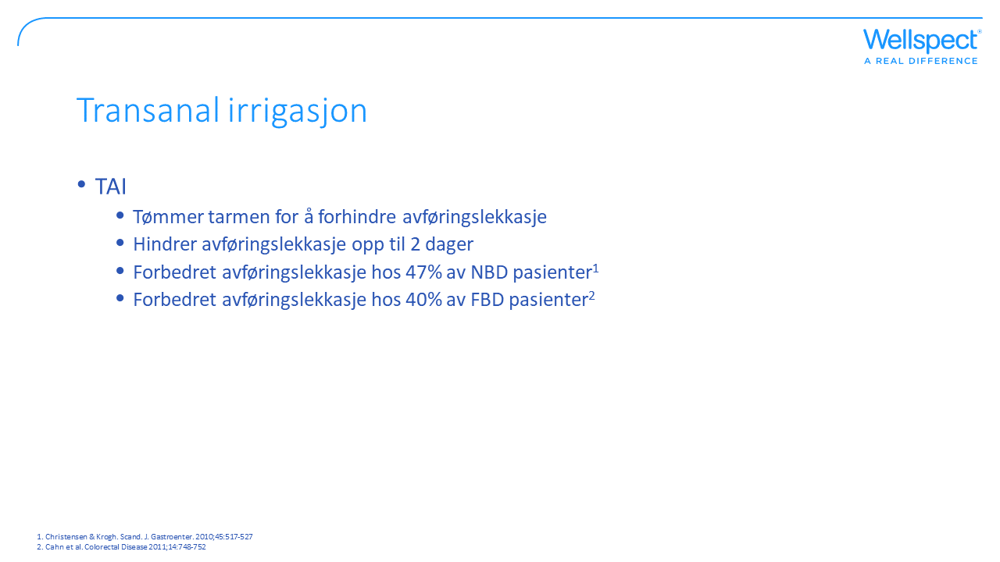 Wellspect®
A REAL DIFFERENCE
Transanal irrigasjon
• TAI
• Tømmer tarmen for å forhindre avføringslekkasje
• Hindrer avføringslekkasje opp til 2 dager
• Forbedret avføringslekkasje hos 47% av NBD pasienter¹
• Forbedret avføringslekkasje hos 40% av FBD pasienter²
1. Christensen & Krogh. Scand. J. Gastroenter. 2010;45:517-527
2. Cahn et al. Colorectal Disease 2011;14:748-752